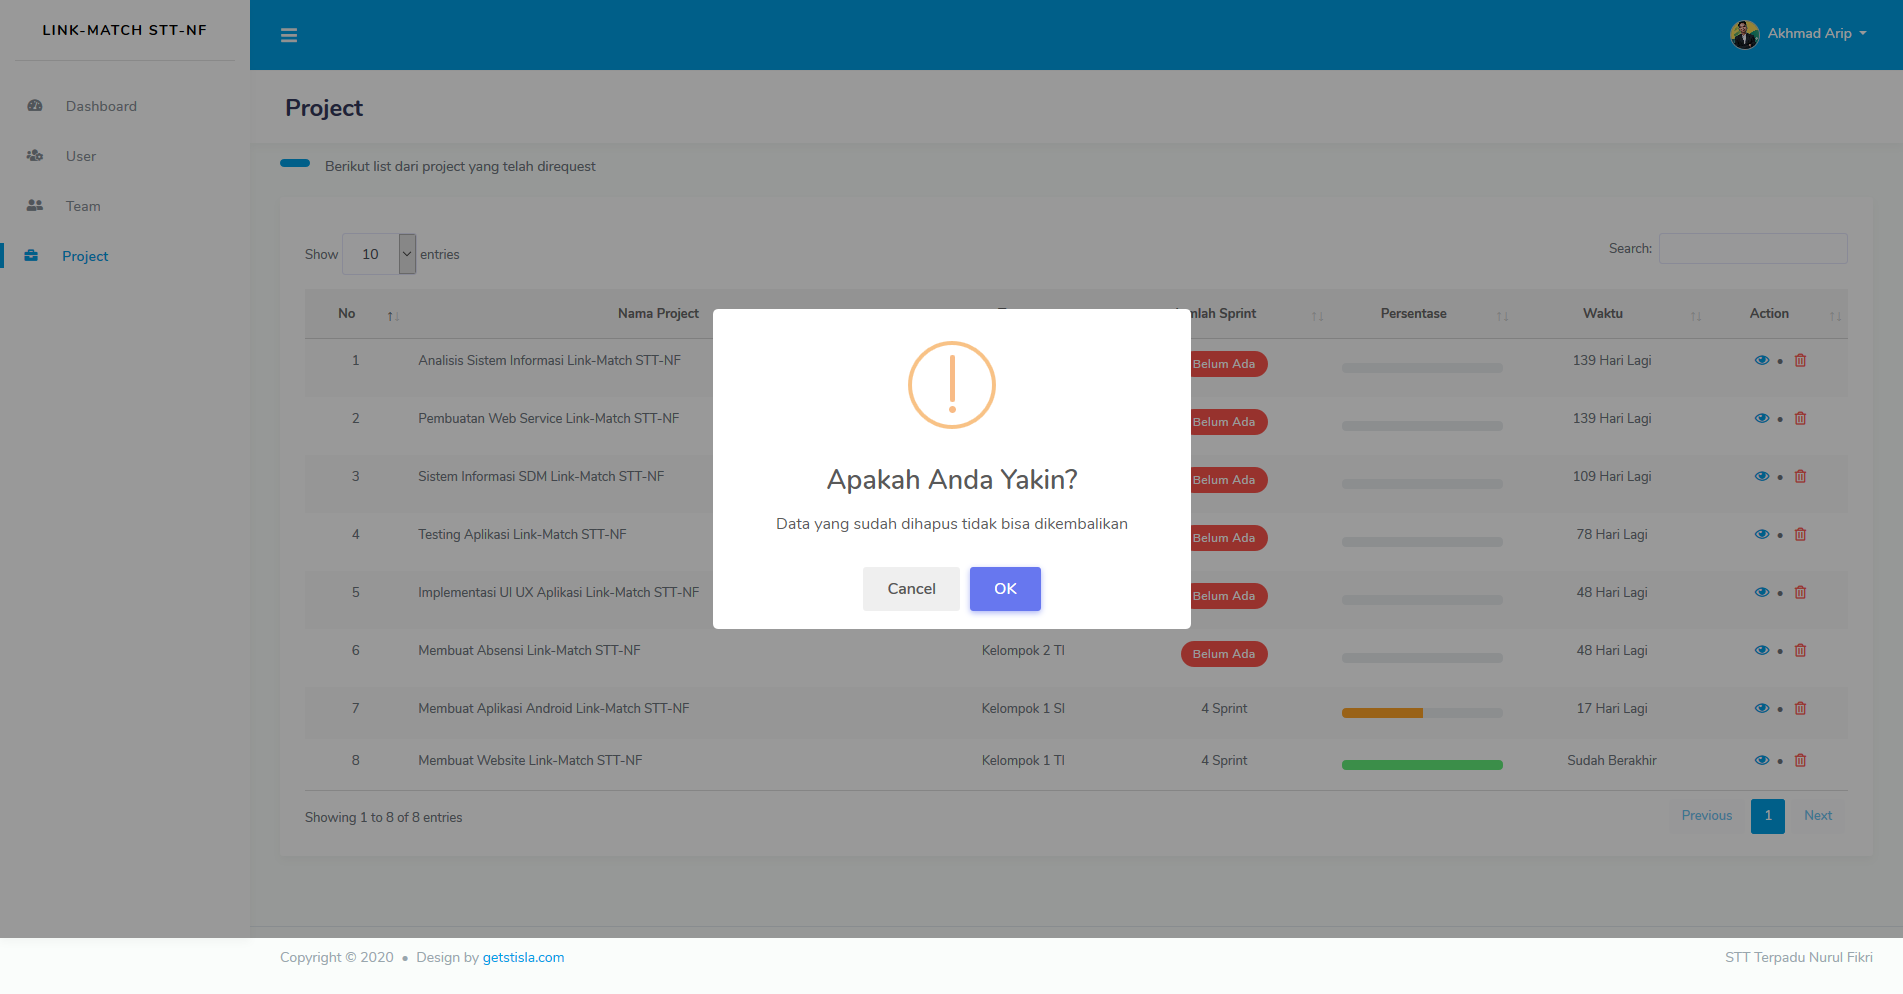 LINK-MATCH STT-NF
Akhmad Arip
Dashboard
User
Team
Project
Project
Berikut list dari project yang telah direquest
Show 10 entries
Search:
No Nama Project Sprint Persentase Waktu Action
1 Analisis Sistem Informasi Link-Match STT-NF Belum Ada 139 Hari Lagi
2 Pembuatan Web Service Link-Match STT-NF Belum Ada 139 Hari Lagi
3 Sistem Informasi SDM Link-Match STT-NF Belum Ada 109 Hari Lagi
4 Testing Aplikasi Link-Match STT-NF Belum Ada 78 Hari Lagi
5 Implementasi UI UX Aplikasi Link-Match STT-NF Belum Ada 48 Hari Lagi
6 Membuat Absensi Link-Match STT-NF Kelompok 2 TI Belum Ada 48 Hari Lagi
7 Membuat Aplikasi Android Link-Match STT-NF Kelompok 1 SI 4 Sprint 17 Hari Lagi
8 Membuat Website Link-Match STT-NF Kelompok 1 TI 4 Sprint Sudah Berakhir
Showing 1 to 8 of 8 entries
Previous 1 Next
Apakah Anda Yakin?
Data yang sudah dihapus tidak bisa dikembalikan
Cancel OK
Copyright © 2020 • Design by getstisla.com
STT Terpadu Nurul Fikri